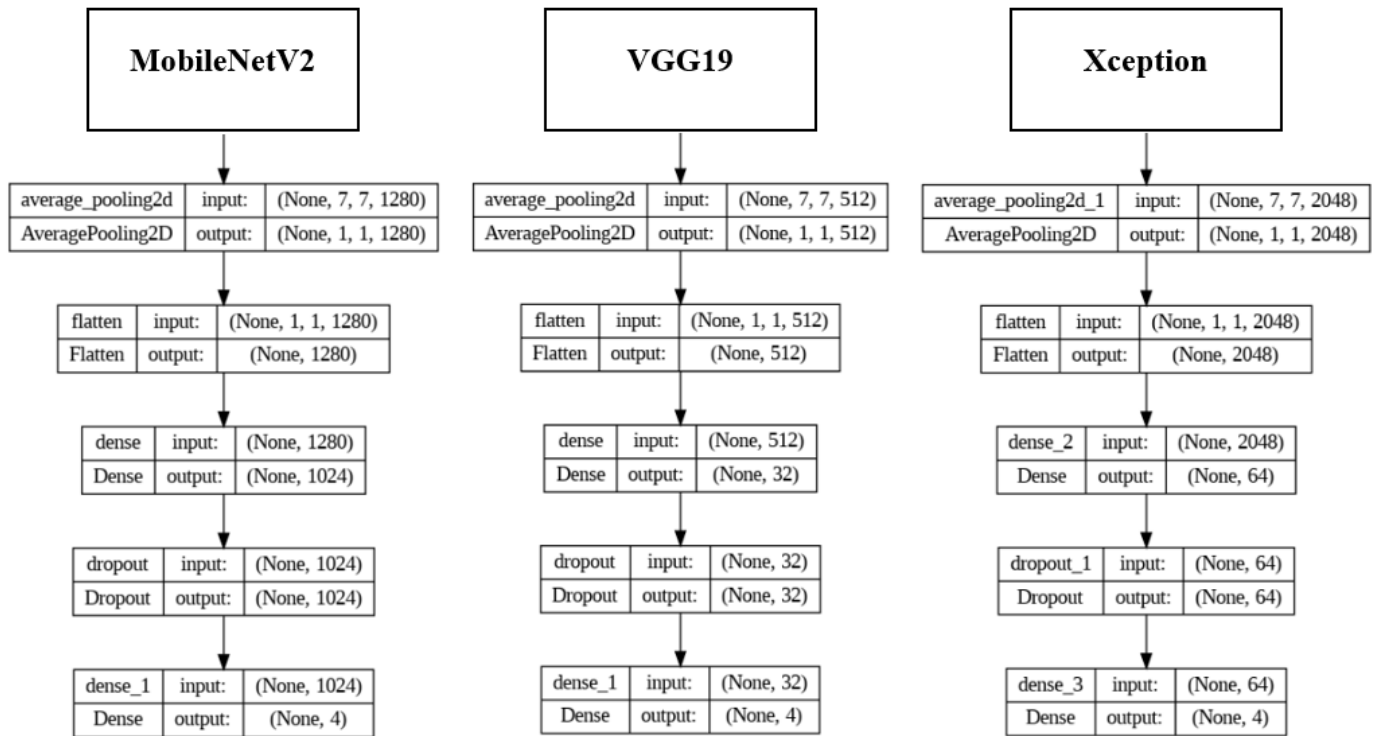 MobileNetV2
average_pooling2d input: (None, 7, 7, 1280)
AveragePooling2D output: (None, 1, 1, 1280)
flatten input: (None, 1, 1, 1280)
Flatten output: (None, 1280)
dense input: (None, 1280)
Dense output: (None, 1024)
dropout input: (None, 1024)
Dropout output: (None, 1024)
dense_1 input: (None, 1024)
Dense output: (None, 4)
VGG19
average_pooling2d input: (None, 7, 7, 512)
AveragePooling2D output: (None, 1, 1, 512)
flatten input: (None, 1, 1, 512)
Flatten output: (None, 512)
dense input: (None, 512)
Dense output: (None, 32)
dropout input: (None, 32)
Dropout output: (None, 32)
dense_1 input: (None, 32)
Dense output: (None, 4)
Xception
average_pooling2d_1 input: (None, 7, 7, 2048)
AveragePooling2D output: (None, 1, 1, 2048)
flatten input: (None, 1, 1, 2048)
Flatten output: (None, 2048)
dense_2 input: (None, 2048)
Dense output: (None, 64)
dropout_1 input: (None, 64)
Dropout output: (None, 64)
dense_3 input: (None, 64)
Dense output: (None, 4)